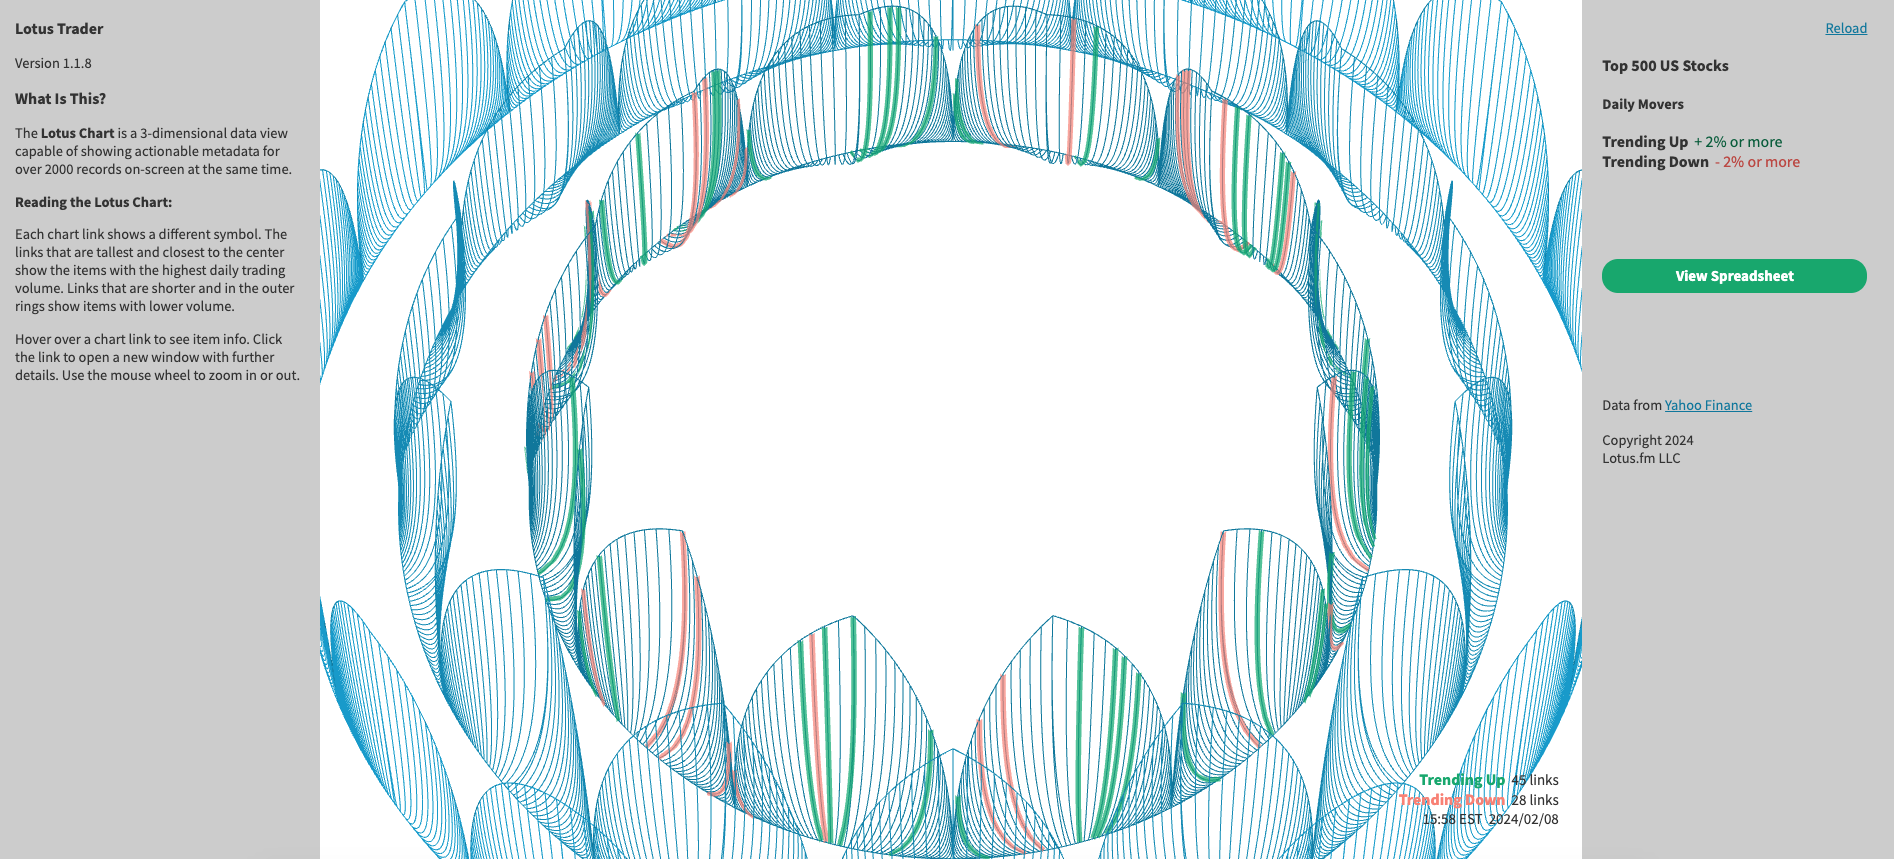 Lotus Trader
Version 1.1.8
What Is This?
The Lotus Chart is a 3-dimensional data view
capable of showing actionable metadata for
over 2000 records on-screen at the same time.
Reading the Lotus Chart:
Each chart link shows a different symbol. The
links that are tallest and closest to the center
show the items with the highest daily trading
volume. Links that are shorter and in the outer
rings show items with lower volume.
Hover over a chart link to see item info. Click
the link to open a new window with further
details. Use the mouse wheel to zoom in or out.
Trending Up 45 links
Trending Down 28 links
15:58 EST 2024/02/08
Reload
Top 500 US Stocks
Daily Movers
Trending Up + 2% or more
Trending Down - 2% or more
View Spreadsheet
Data from Yahoo Finance
Copyright 2024
Lotus.fm LLC